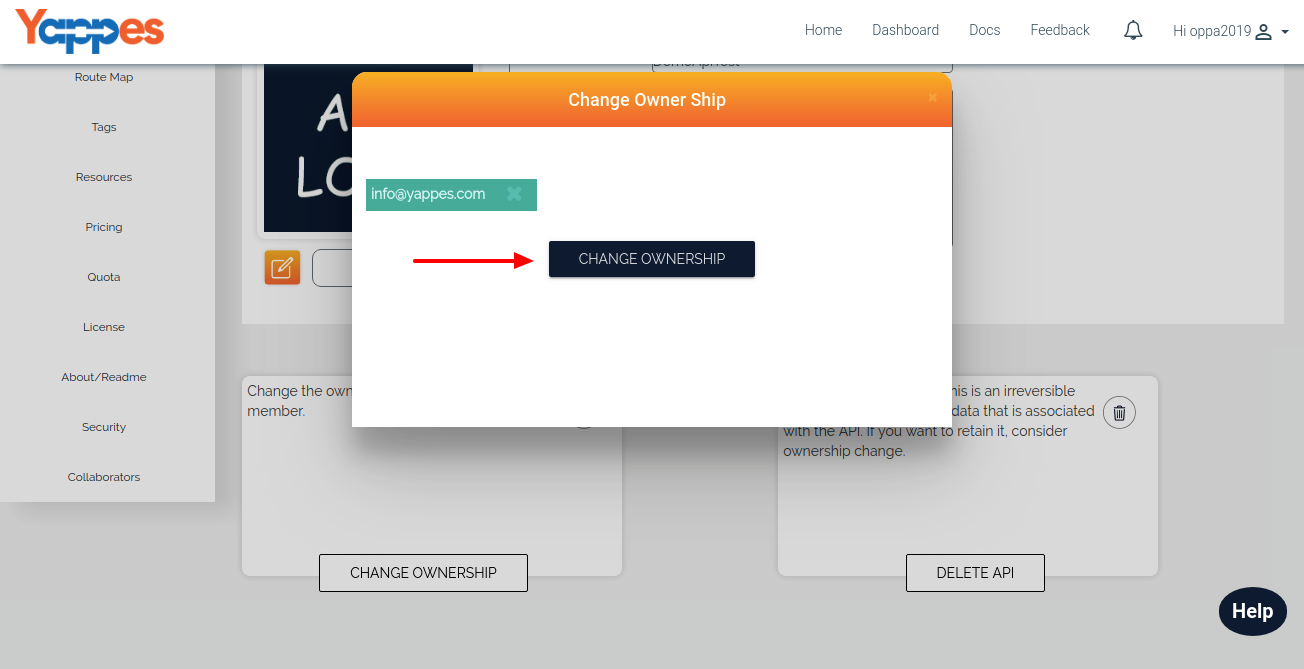 Yappes
Home Dashboard Docs Feedback Hi oppa2019
Route Map
Tags
Resources
Pricing
Quota
License
About/Readme
Security
Collaborators
Change Owner Ship
info@yappes.com
CHANGE OWNERSHIP
Change the own
member.
CHANGE OWNERSHIP
his is an irreversible
data that is associated
with the API. If you want to retain it, consider
ownership change.
DELETE API
Help